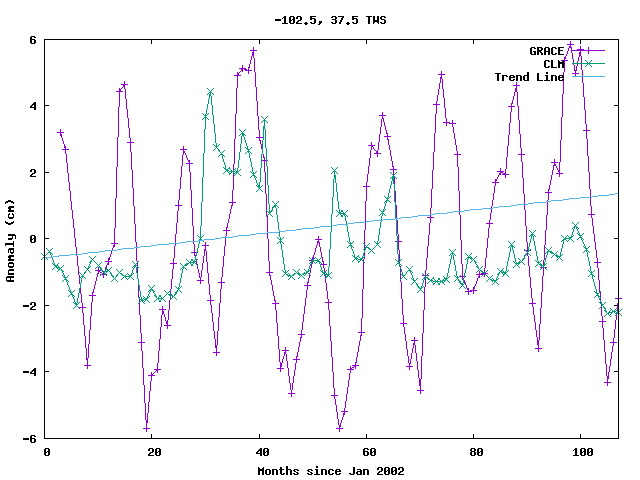 -102.5, 37.5 TWS
GRACE
CLM
Trend Line
6
4
2
0
-2
-4
-6
Anomaly (cm)
0 20 40 60 80 100
Months since Jan 2002